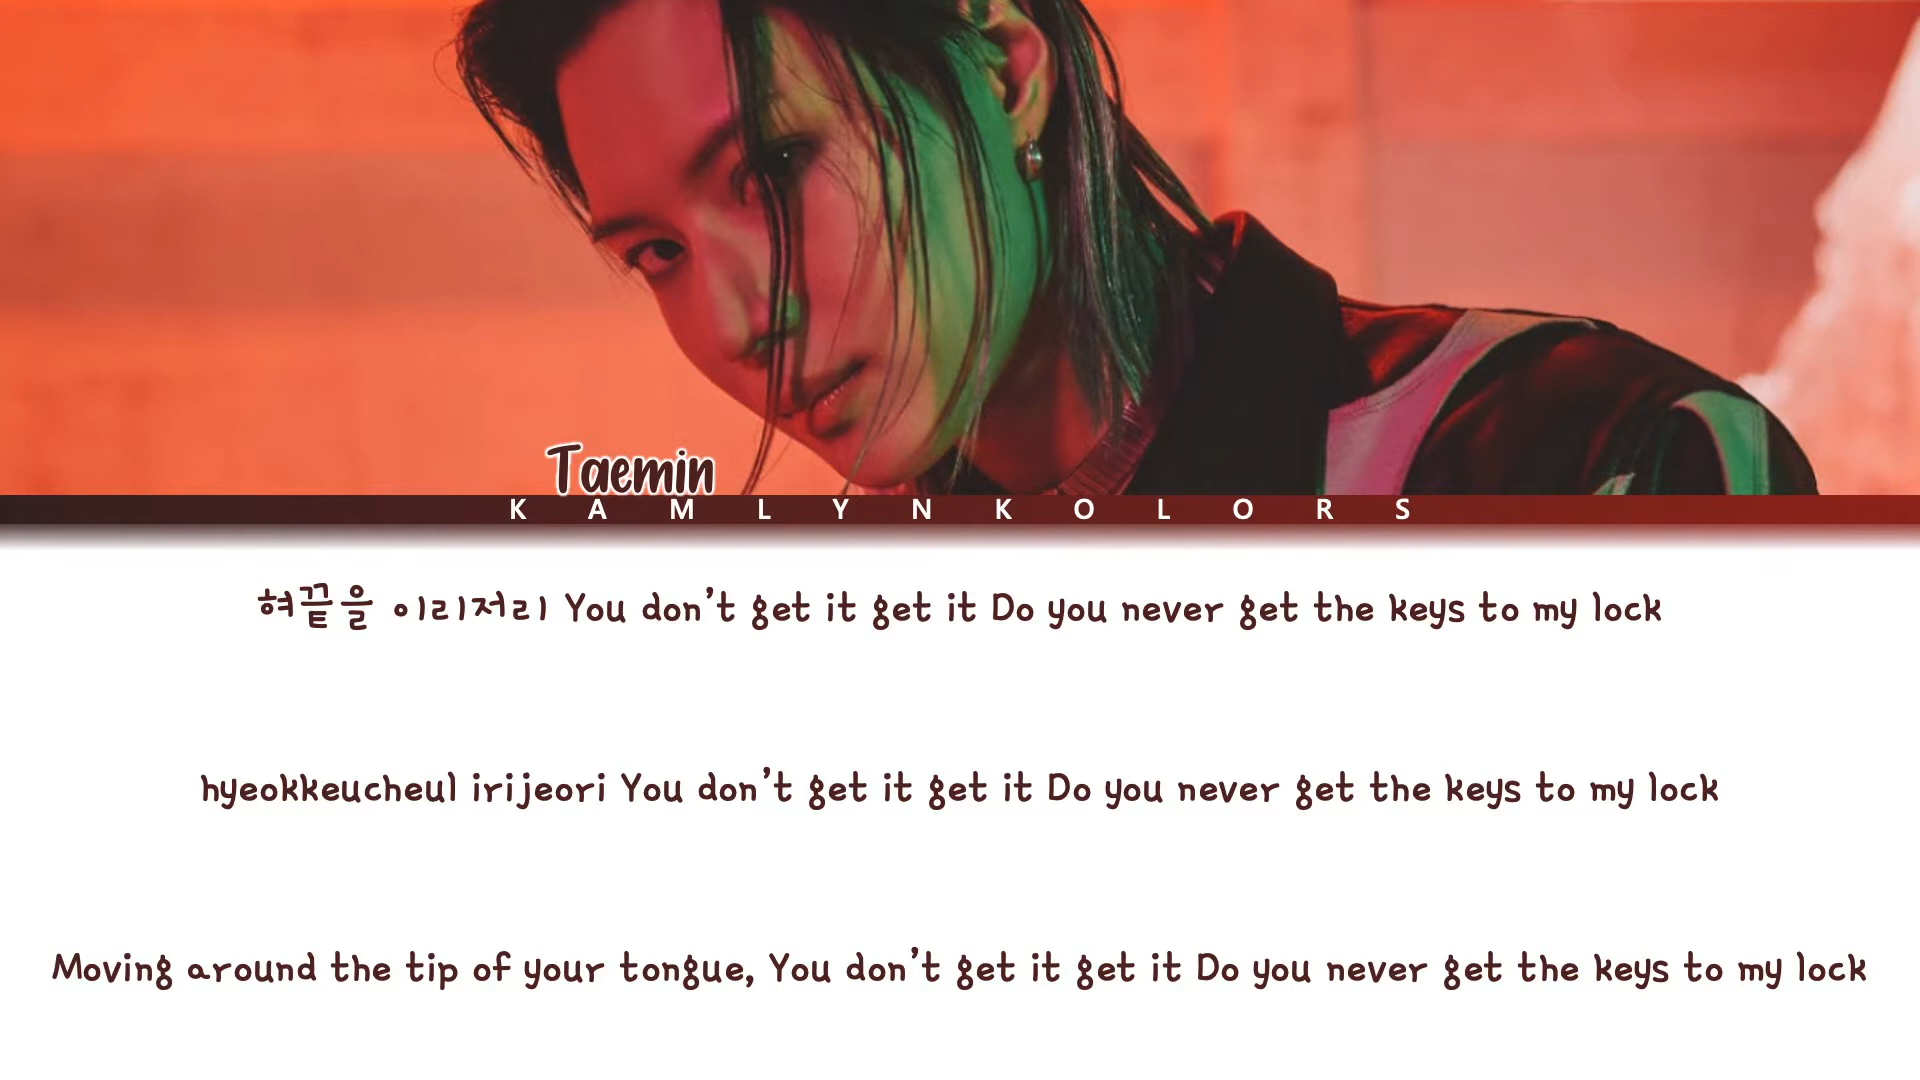 Taemin
KAMLYNKOLORS
혀끝을 이리저리 You don't get it get it Do you never get the keys to my lock
hyeokkeucheul irijeori You don't get it get it Do you never get the keys to my lock
Moving around the tip of your tongue, You don't get it get it Do you never get the keys to my lock